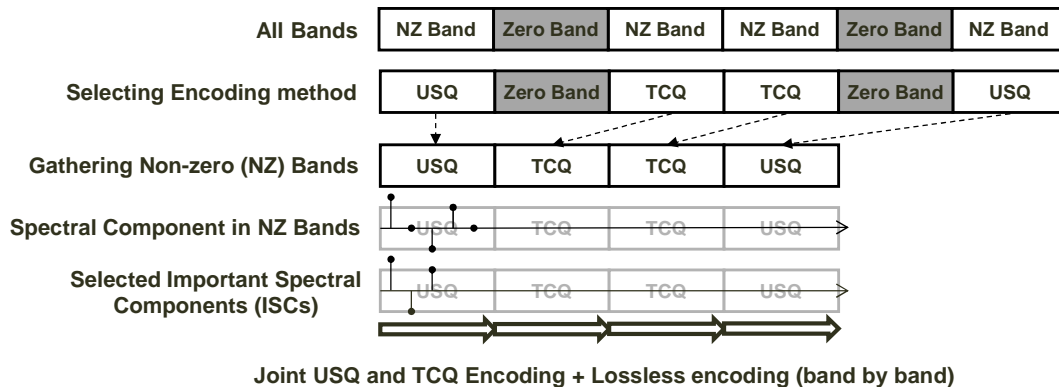 All Bands NZ Band Zero Band NZ Band NZ Band Zero Band NZ Band
Selecting Encoding method USQ Zero Band TCQ TCQ Zero Band USQ
Gathering Non-zero (NZ) Bands USQ TCQ TCQ USQ
Spectral Component in NZ Bands USQ TCQ TCQ USQ
Selected Important Spectral
Components (ISCs) USQ TCQ TCQ USQ
Joint USQ and TCQ Encoding + Lossless encoding (band by band)